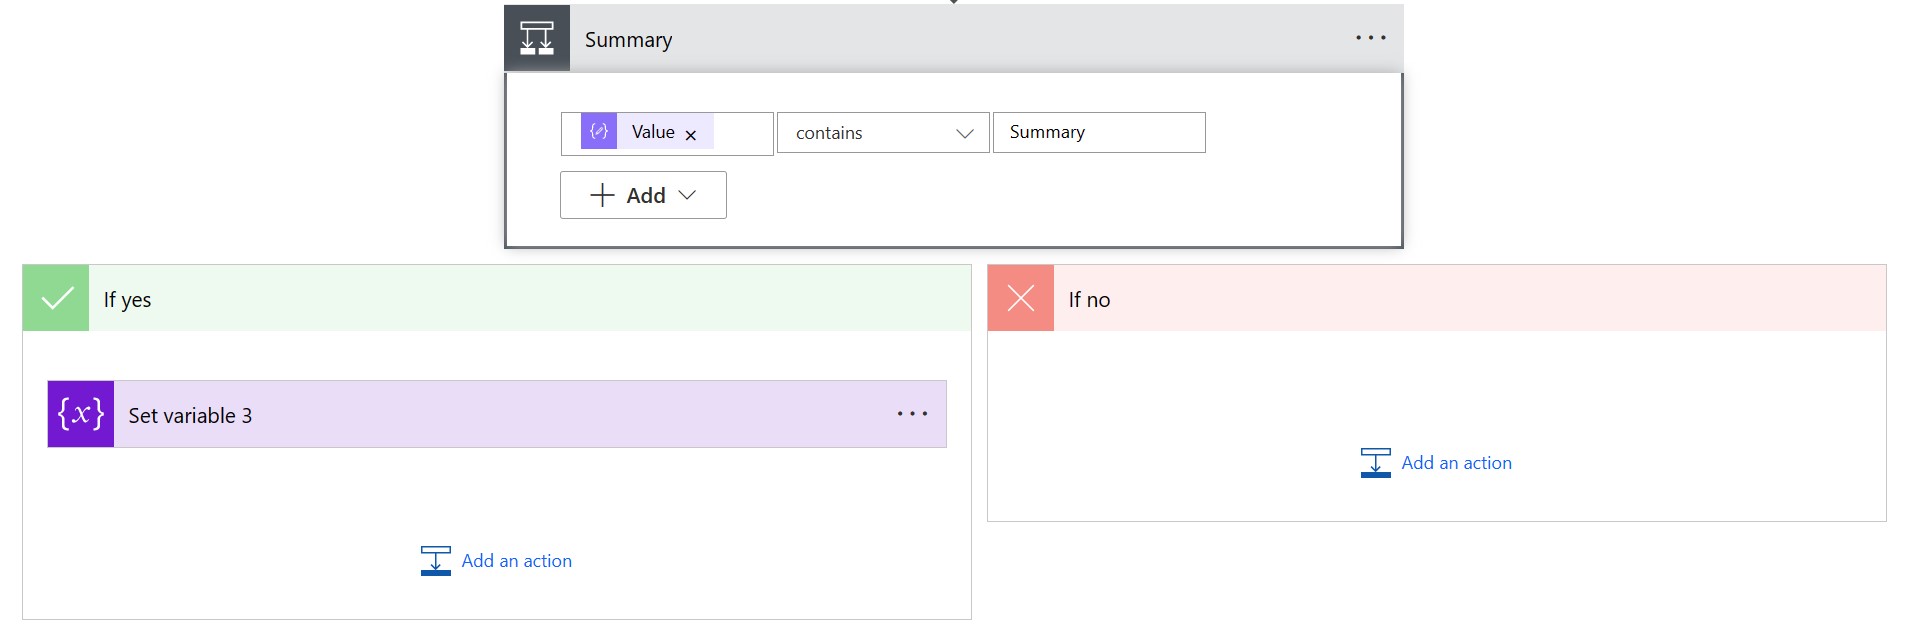 Summary
Value × contains Summary
+ Add
If yes
If no
{x} Set variable 3
Add an action
Add an action